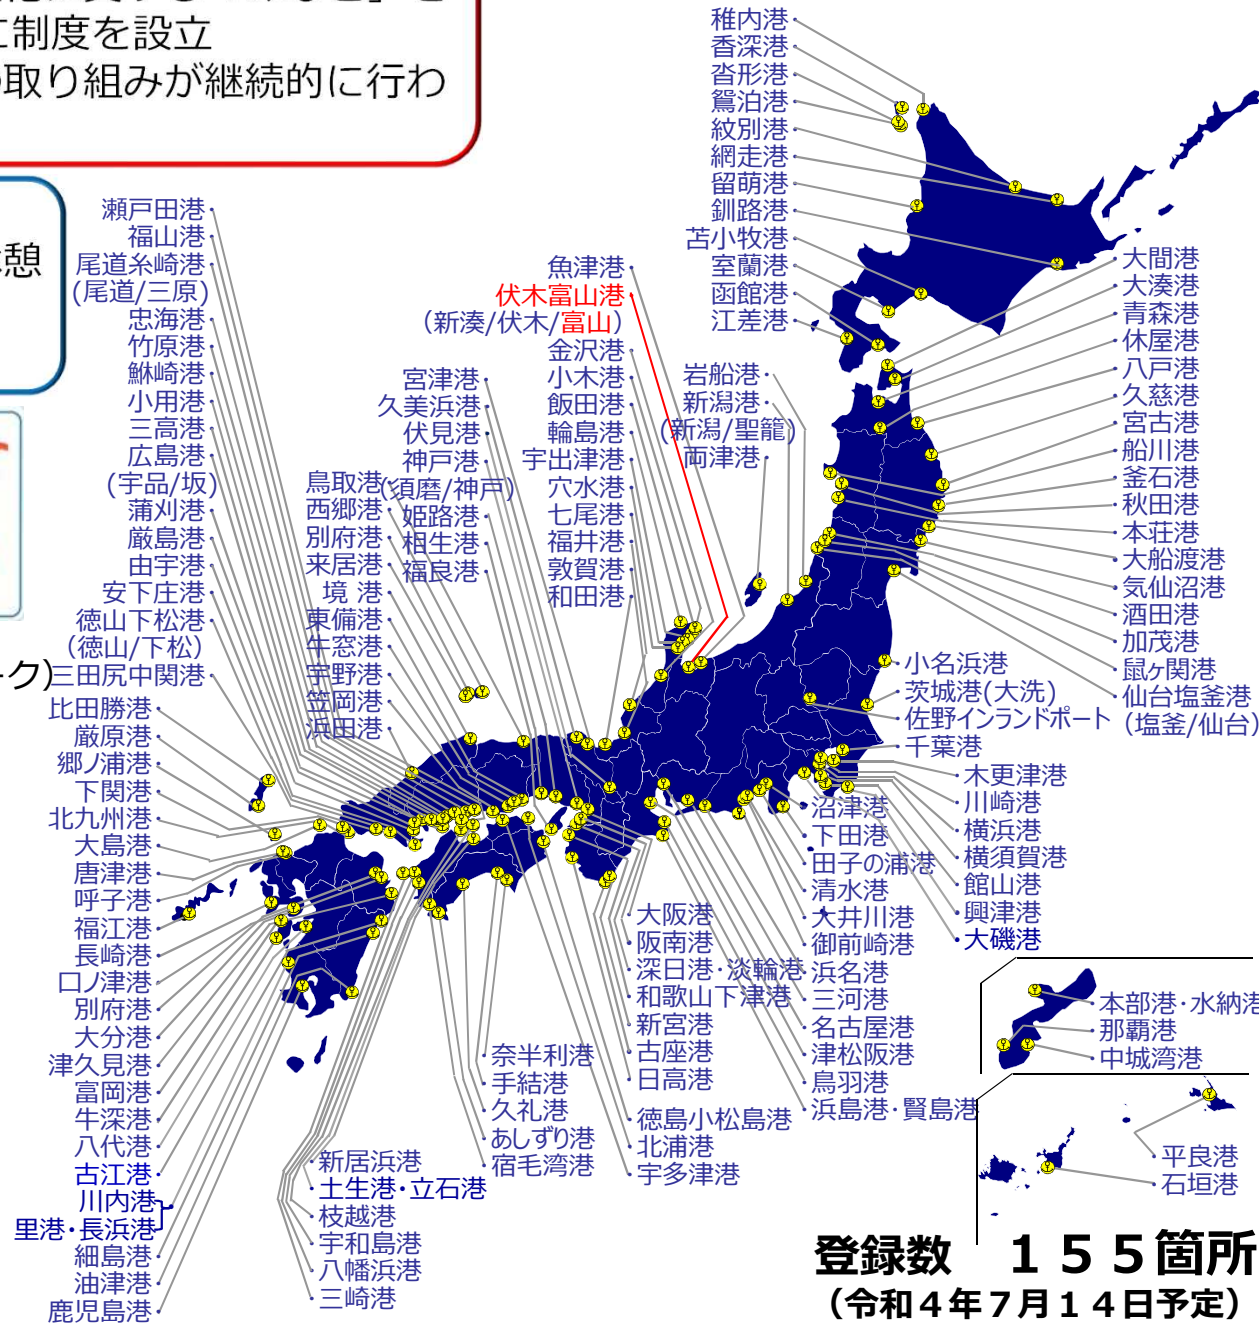 に制度を設立
取り組みが継続的に行わ
憩
ーク)
稚内港
香深港
沓形港
鴛泊港
紋別港
網走港
留萌港
釧路港
苫小牧港
室蘭港
函館港
江差港
大間港
大湊港
青森港
休屋港
八戸港
久慈港
宮古港
船川港
釜石港
秋田港
本荘港
大船渡港
気仙沼港
酒田港
加茂港
鼠ヶ関港
仙台塩釜港
(塩釜/仙台)
岩船港
新潟港
(新潟/聖籠)
両津港
魚津港
伏木富山港
(新湊/伏木/富山)
金沢港
小木港
飯田港
輪島港
宇出津港
穴水港
七尾港
福井港
敦賀港
和田港
宮津港
久美浜港
伏見港
神戸港
(須磨/神戸)
姫路港
相生港
福良港
鳥取港
西郷港
別府港
来居港
境 港
東備港
牛窓港
宇野港
笠岡港
浜田港
瀬戸田港
福山港
尾道糸崎港
(尾道/三原)
忠海港
竹原港
鮴崎港
小用港
三高港
広島港
(宇品/坂)
蒲刈港
厳島港
由宇港
安下庄港
徳山下松港
(徳山/下松)
三田尻中関港
比田勝港
厳原港
郷ノ浦港
下関港
北九州港
大島港
唐津港
呼子港
福江港
長崎港
口ノ津港
別府港
大分港
津久見港
富岡港
牛深港
八代港
古江港
川内港
里港・長浜港
細島港
油津港
鹿児島港
新居浜港
土生港・立石港
枝越港
宇和島港
八幡浜港
三崎港
奈半利港
手結港
久礼港
あしずり港
宿毛湾港
徳島小松島港
北浦港
宇多津港
大阪港
阪南港
深日港・淡輪港
和歌山下津港
新宮港
古座港
日高港
小名浜港
茨城港(大洗)
佐野インランドポート
千葉港
木更津港
川崎港
横浜港
横須賀港
館山港
興津港
大磯港
沼津港
下田港
田子の浦港
清水港
大井川港
御前崎港
浜名港
三河港
名古屋港
津松阪港
鳥羽港
浜島港・賢島港
本部港・水納港
那覇港
中城湾港
平良港
石垣港
登録数　１５５箇所
(令和４年７月１４日予定)